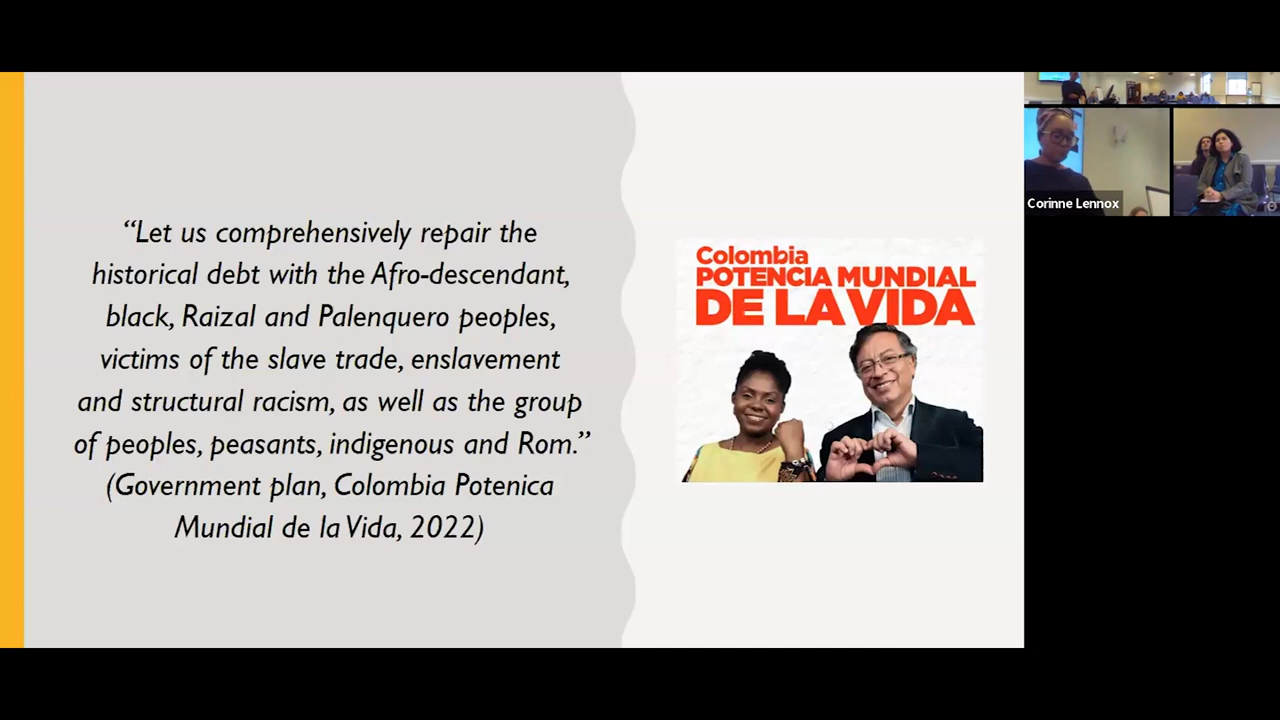 “Let us comprehensively repair the
historical debt with the Afro-descendant,
black, Raizal and Palenquero peoples,
victims of the slave trade, enslavement
and structural racism, as well as the group
of peoples, peasants, indigenous and Rom.”
(Government plan, Colombia Potenica
Mundial de la Vida, 2022)
Colombia
POTENCIA MUNDIAL
DE LA VIDA
Corinne Lennox